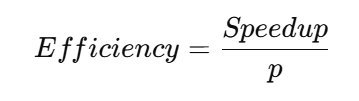 Efficiency = Speedup / p